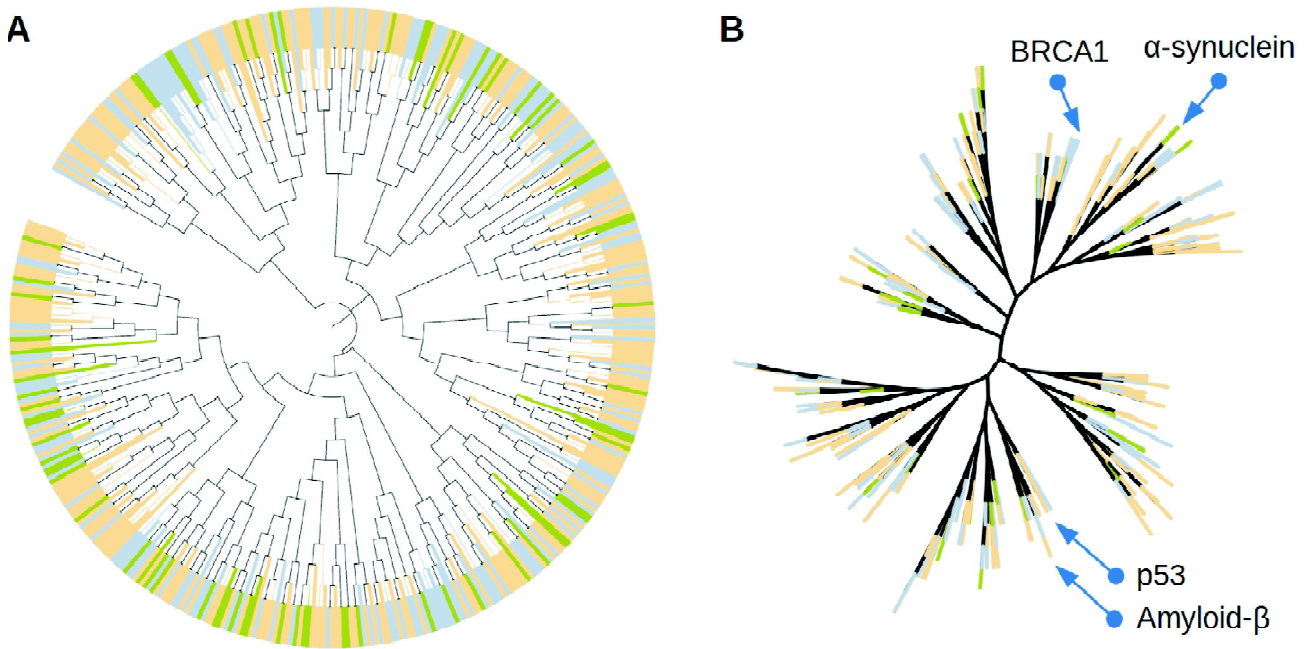 A
B
BRCA1
α-synuclein
p53
Amyloid-β